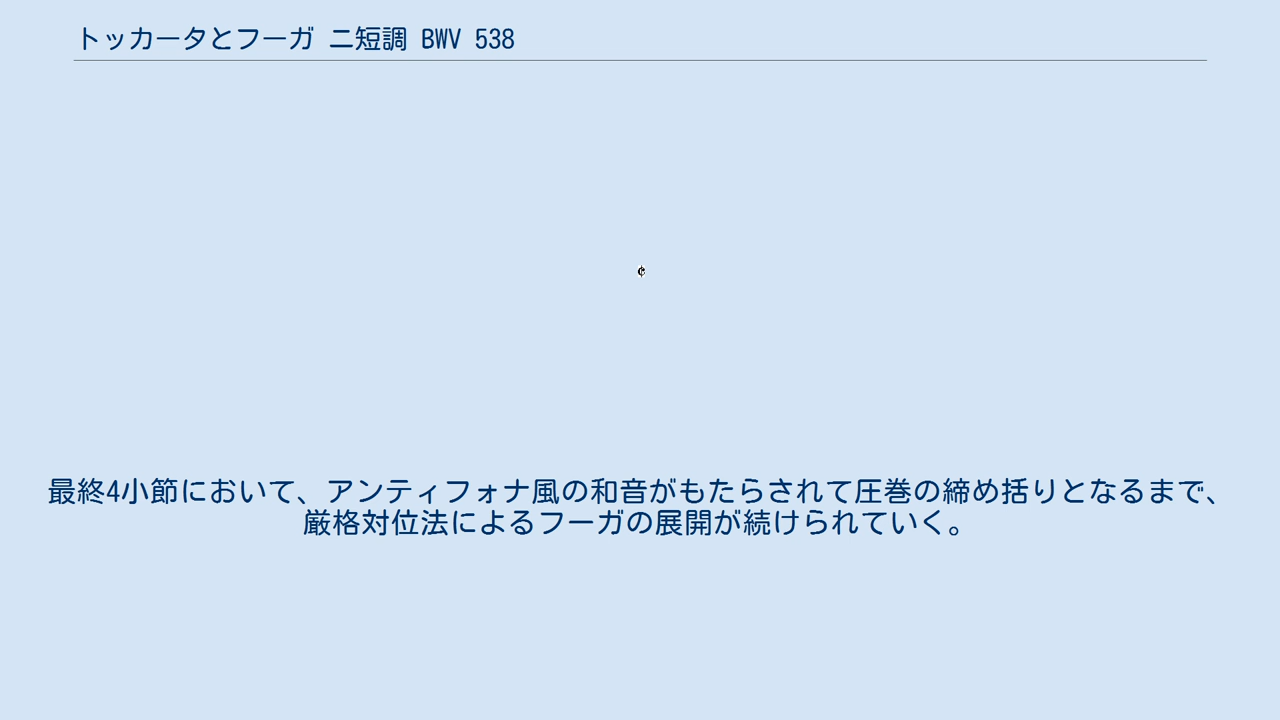 トッカータとフーガ ニ短調 BWV 538
最終4小節において、アンティフォナ風の和音がもたらされて圧巻の締め括りとなるまで、
厳格対位法によるフーガの展開が続けられていく。